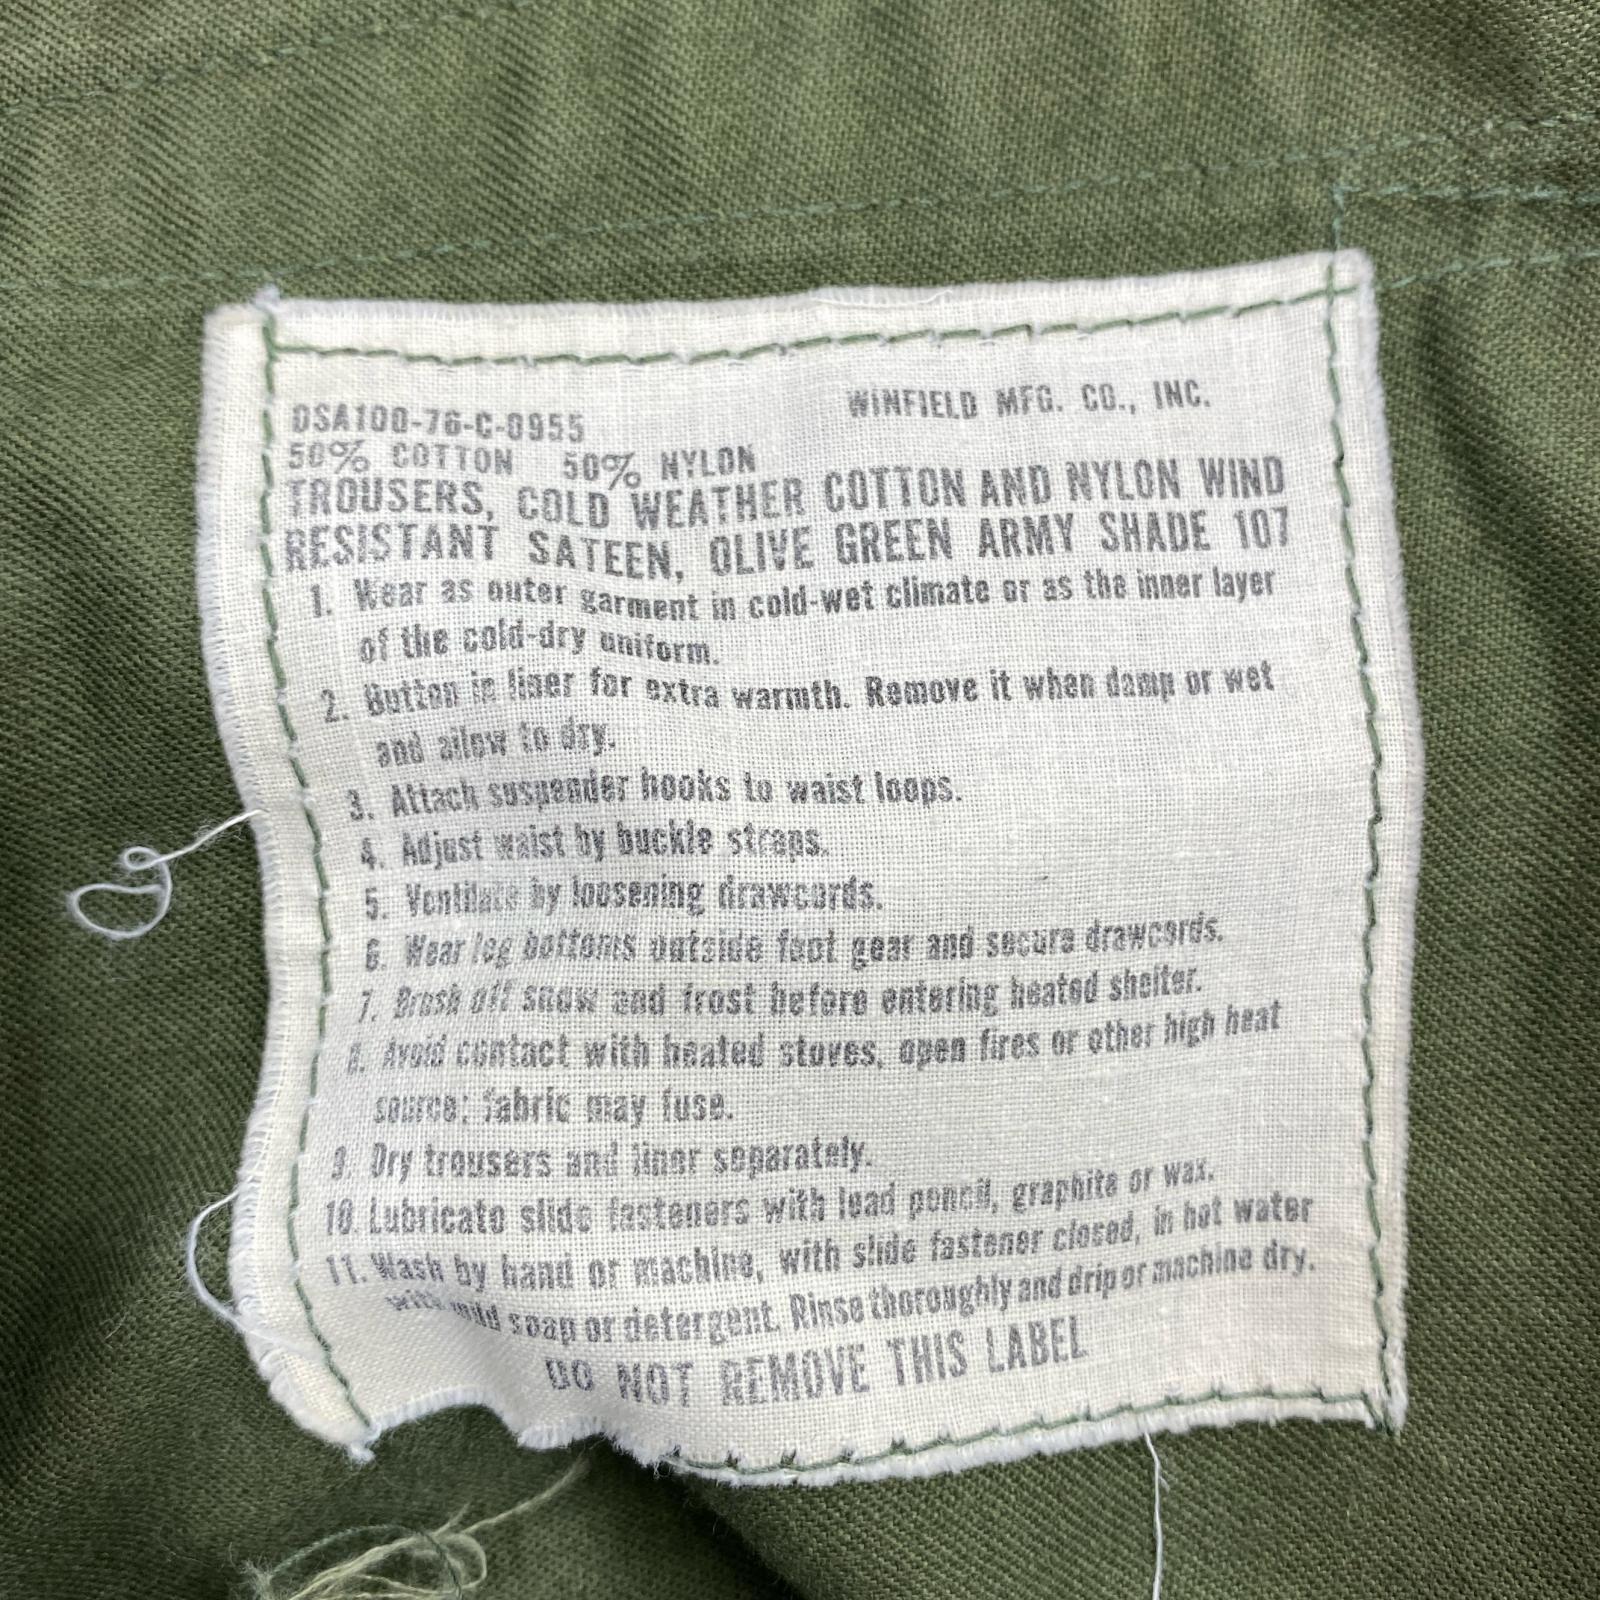 DSA100-76-C-0955 WINFIELD MFG. CO., INC.
50% COTTON 50% NYLON
TROUSERS, COLD WEATHER COTTON AND NYLON WIND
RESISTANT SATEEN, OLIVE GREEN ARMY SHADE 107
1. Wear as outer garment in cold-wet climate or as the inner layer
of the cold-dry uniform.
2. Button in liner for extra warmth. Remove it when damp or wet
and allow to dry.
3. Attach suspender hooks to waist loops.
4. Adjust waist by buckle straps.
5. Ventilate by loosening drawcords.
6. Wear leg bottoms outside foot gear and secure drawcords.
7. Brush off snow and frost before entering heated shelter.
8. Avoid contact with heated stoves, open fires or other high heat
source; fabric may fuse.
9. Dry trousers and liner separately.
10. Lubricate slide fasteners with lead pencil, graphite or wax.
11. Wash by hand or machine, with slide fastener closed, in hot water
with mild soap or detergent. Rinse thoroughly and drip or machine dry.
DO NOT REMOVE THIS LABEL